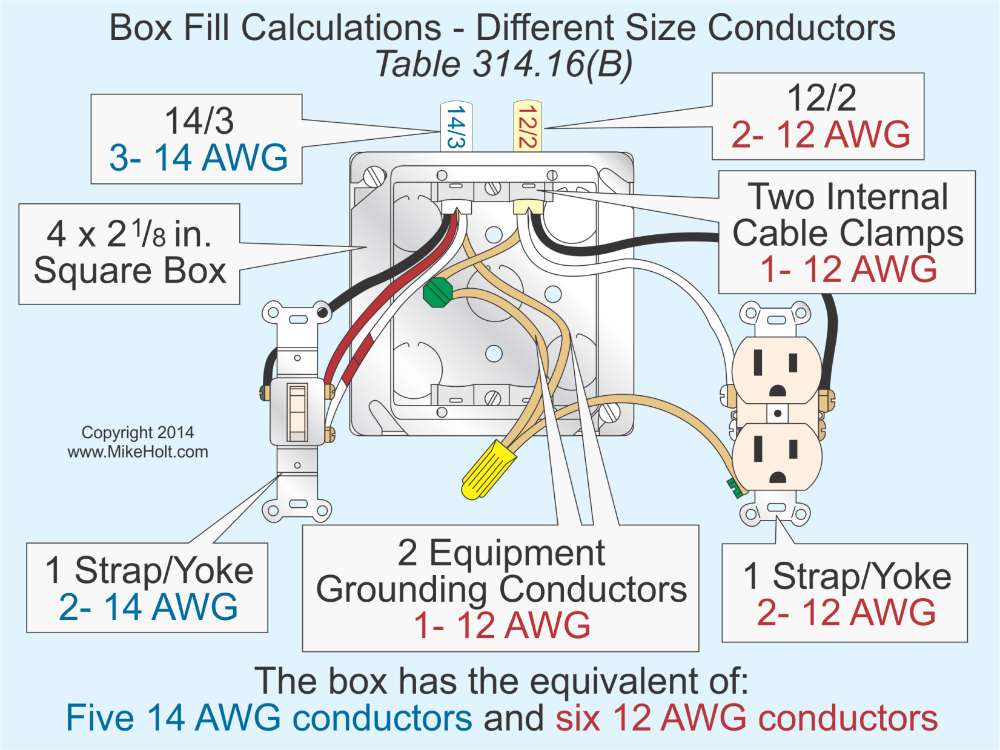 Box Fill Calculations - Different Size Conductors
Table 314.16(B)
14/3
3- 14 AWG
14/3
12/2
12/2
2- 12 AWG
Two Internal
Cable Clamps
1- 12 AWG
4 x 2 1/8 in.
Square Box
Copyright 2014
www.MikeHolt.com
1 Strap/Yoke
2- 14 AWG
2 Equipment
Grounding Conductors
1- 12 AWG
1 Strap/Yoke
2- 12 AWG
The box has the equivalent of:
Five 14 AWG conductors and six 12 AWG conductors